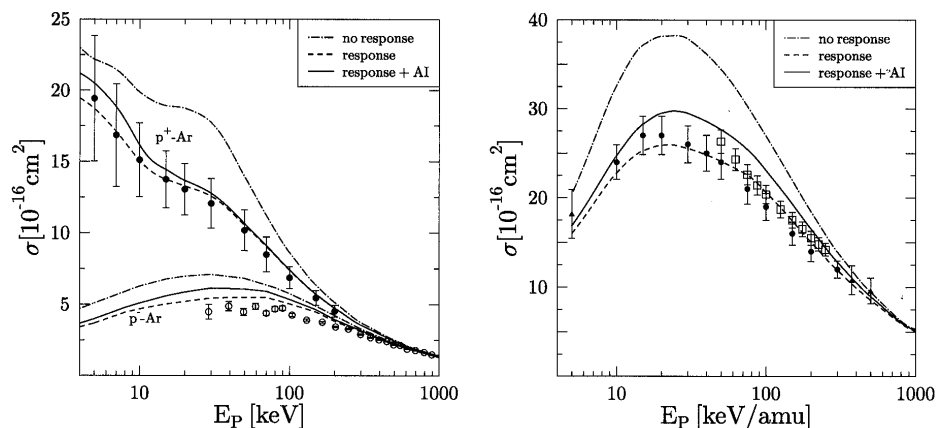 25
20
15
10
5
σ[10⁻¹⁶cm²]
no response
response
response + AI
p⁺-Ar
p-Ar
10
100
1000
E_P [keV]
40
30
20
10
σ[10⁻¹⁶cm²]
no response
response
response + AI
10
100
1000
E_P [keV/amu]